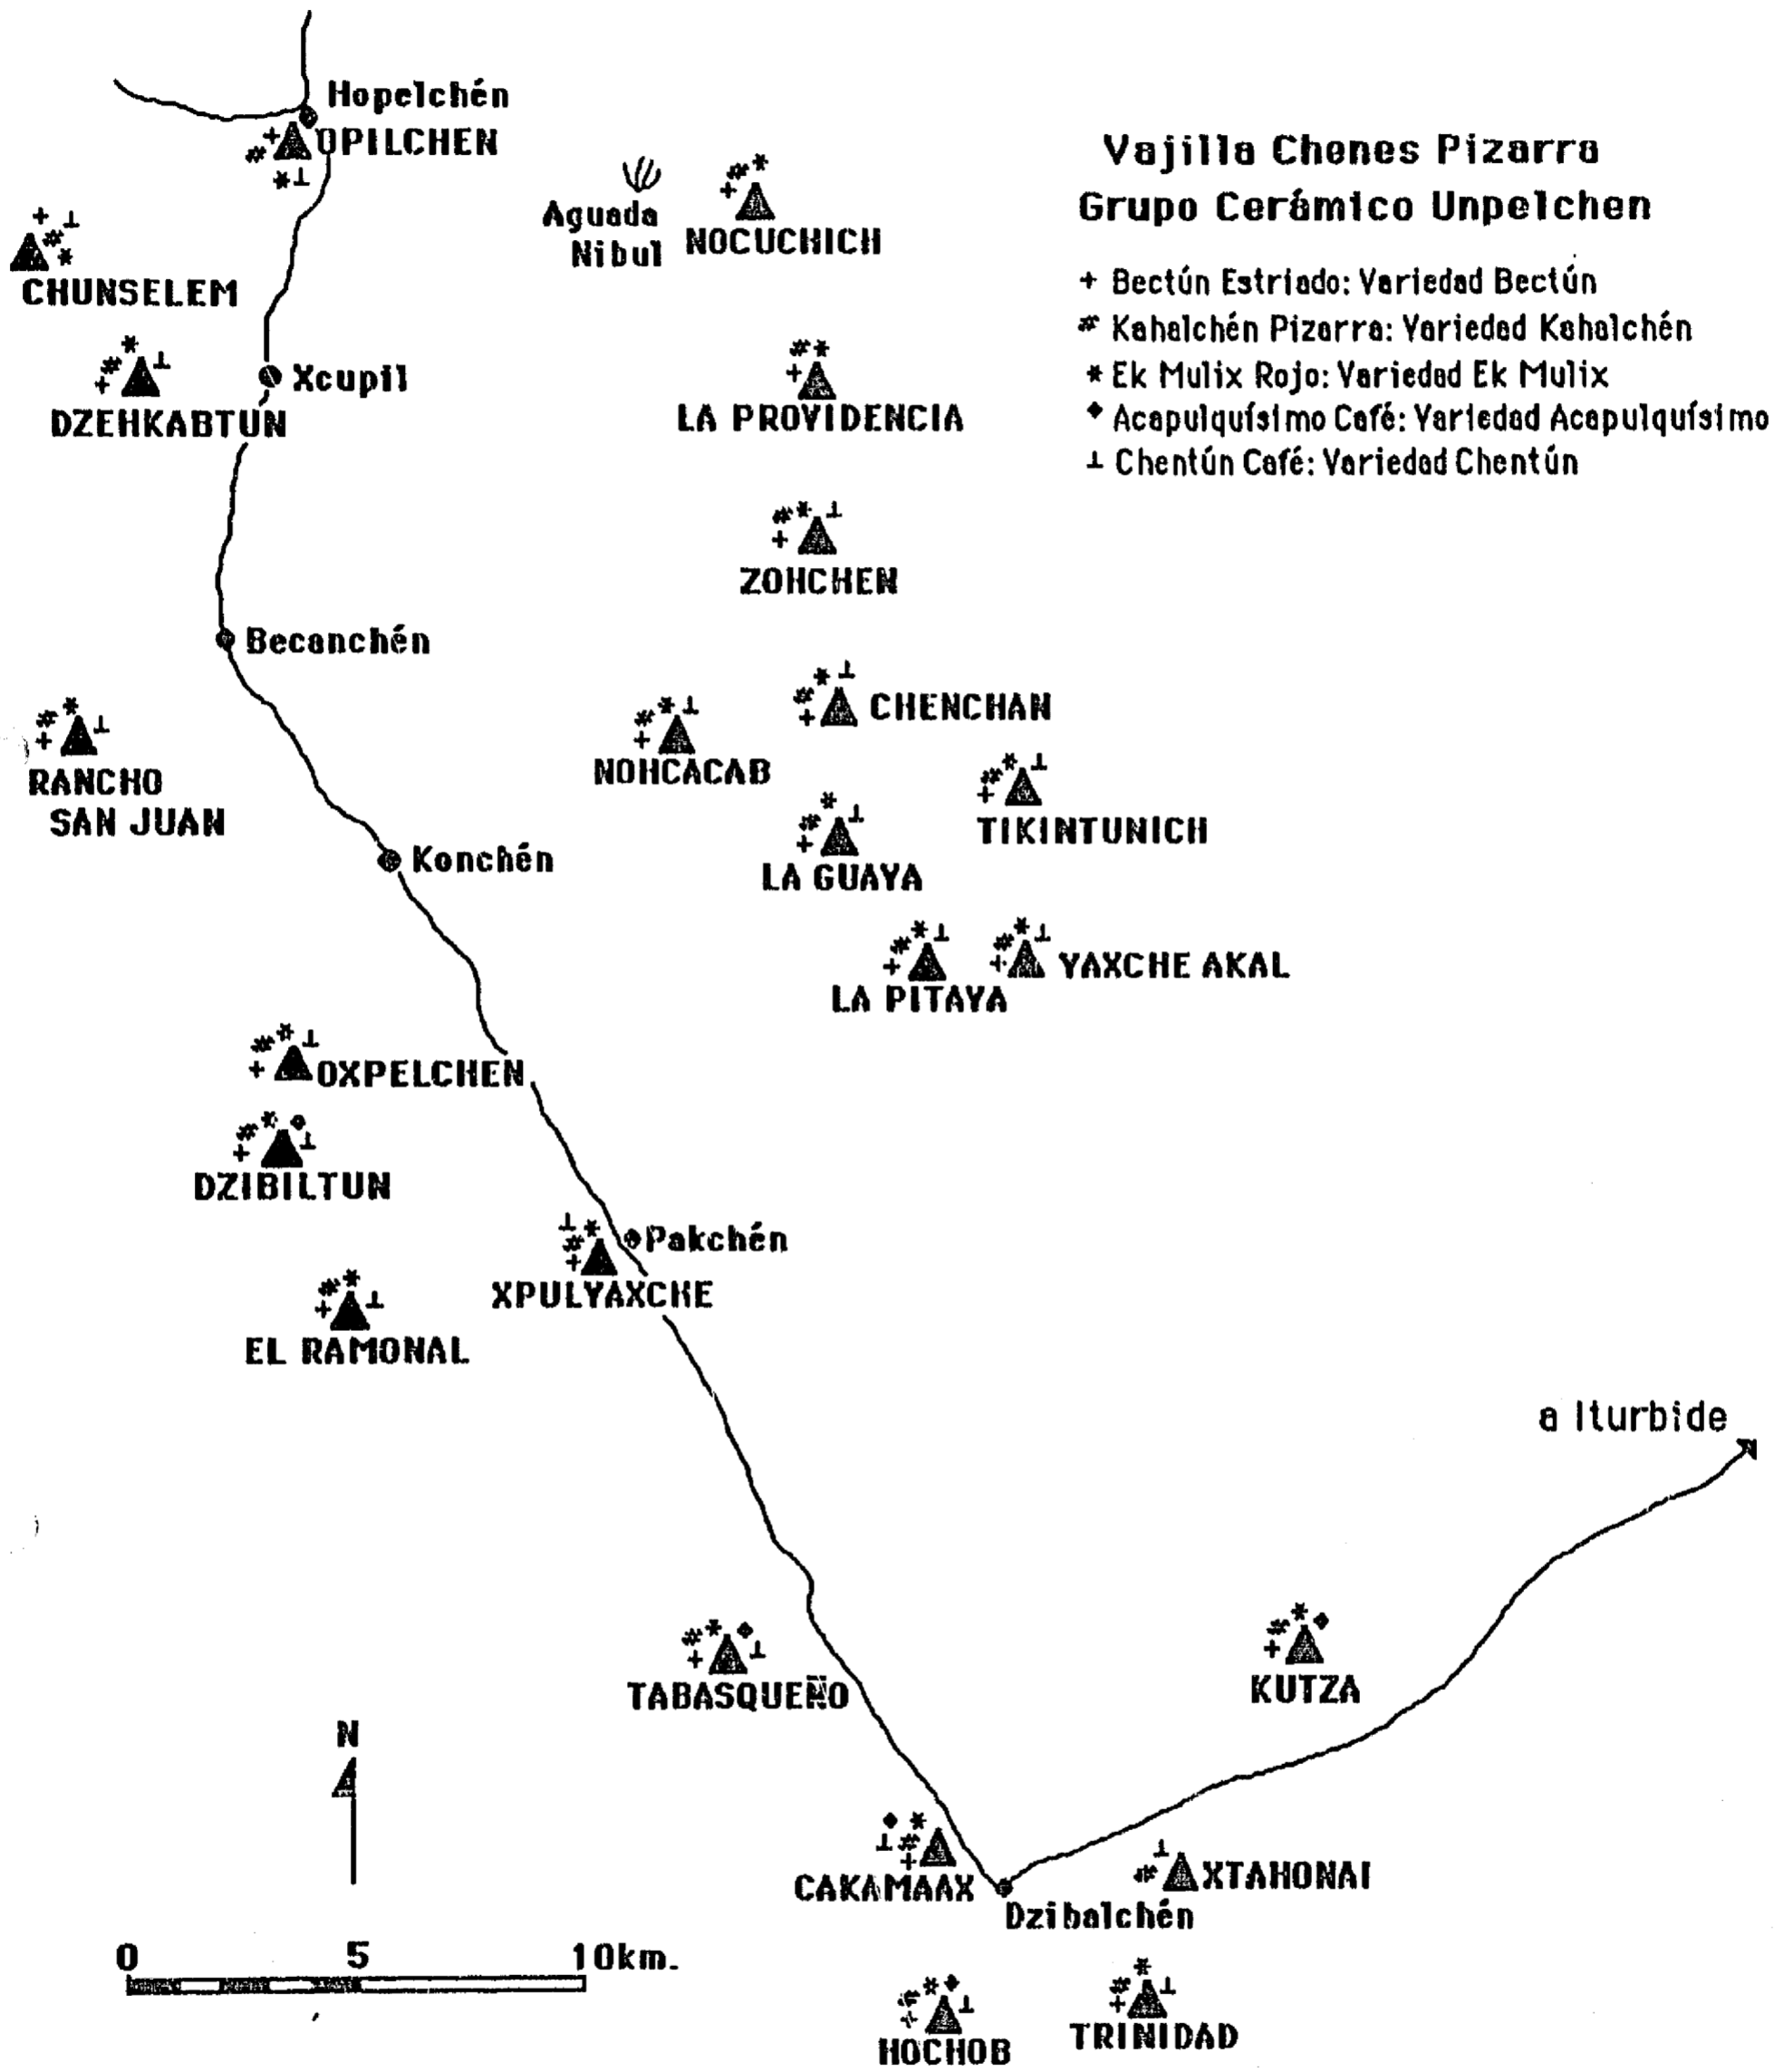 Hopelchén
OPILCHEN
Vajilla Chenes Pizarra
Grupo Cerámico Unpelchen
+ Bectún Estriado: Variedad Bectún
# Kahalchén Pizarra: Variedad Kahalchén
* Ek Mulix Rojo: Variedad Ek Mulix
◆ Acapulquísimo Café: Variedad Acapulquísimo
⊥ Chentún Café: Variedad Chentún
Aguada
Nibul
NOCUCHICH
CHUNSELEM
Xcupil
DZEHKABTUN
LA PROVIDENCIA
ZOHCHEN
Becanchén
CHENCHAN
NOHCACAB
RANCHO
SAN JUAN
TIKINTUNICH
Konchén
LA GUAYA
YAXCHE AKAL
LA PITAYA
OXPELCHEN
DZIBILTUN
Pakchén
XPULYAXCHE
EL RAMONAL
a Iturbide
KUTZA
TABASQUEÑO
N
CAKAMAAX
XTAHONAI
Dzibalchén
0 5 10km.
TRINIDAD
HOCHOB